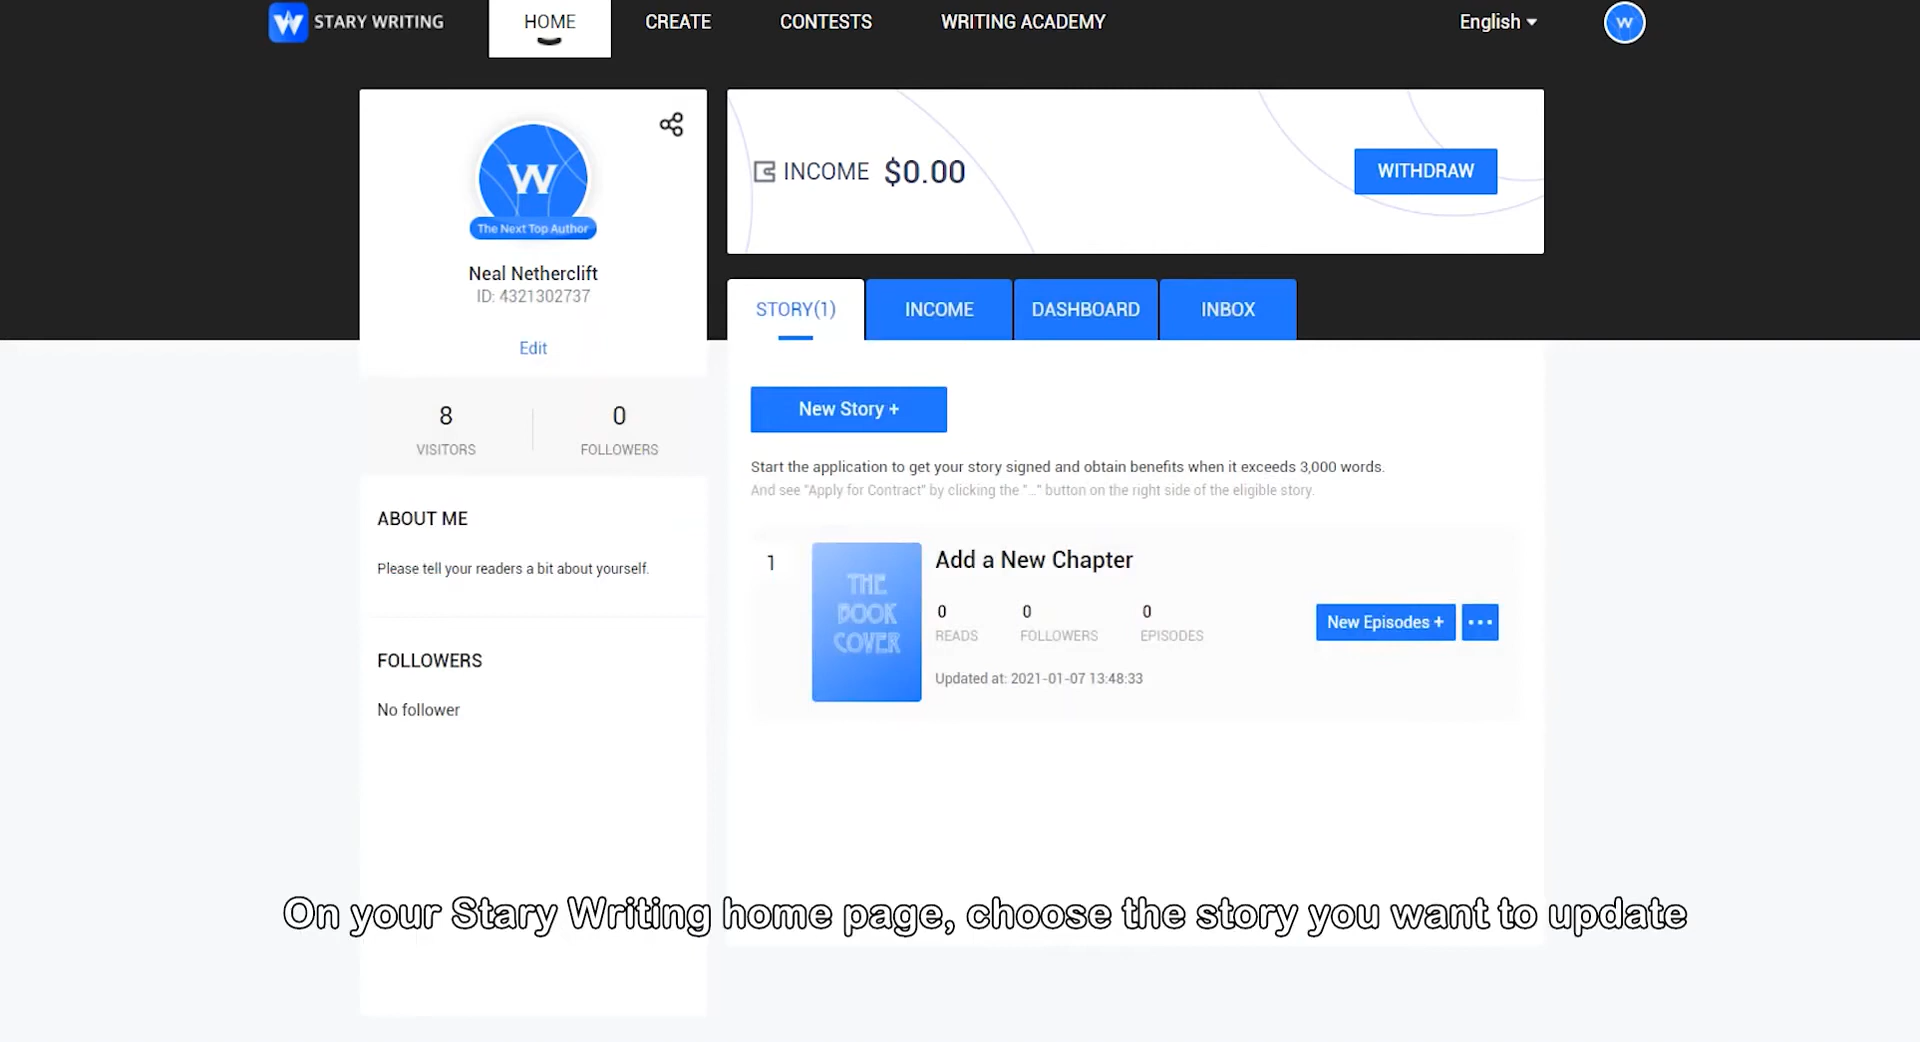 STARY WRITING
HOME
CREATE
CONTESTS
WRITING ACADEMY
English
W
W
The Next Top Author
Neal Netherclift
ID: 4321302737
Edit
8
VISITORS
0
FOLLOWERS
ABOUT ME
Please tell your readers a bit about yourself.
FOLLOWERS
No follower
INCOME $0.00
WITHDRAW
STORY(1)
INCOME
DASHBOARD
INBOX
New Story +
Start the application to get your story signed and obtain benefits when it exceeds 3,000 words.
And see "Apply for Contract" by clicking the "..." button on the right side of the eligible story.
1
THE
BOOK
COVER
Add a New Chapter
0
READS
0
FOLLOWERS
0
EPISODES
Updated at: 2021-01-07 13:48:33
New Episodes +
On your Stary Writing home page, choose the story you want to update